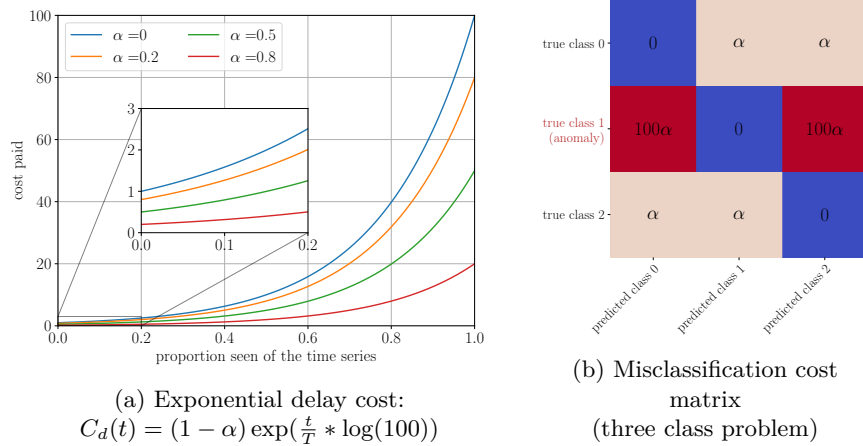 100
80
60
40
20
0
cost paid
α =0
α =0.2
α =0.5
α =0.8
3
2
1
0
0.0 0.1 0.2
0.0 0.2 0.4 0.6 0.8 1.0
proportion seen of the time series
(a) Exponential delay cost:
C_d(t) = (1 − α) exp(t/T * log(100))
true class 0
0 α α
true class 1
(anomaly)
100α 0 100α
true class 2
α α 0
predicted class 0
predicted class 1
predicted class 2
(b) Misclassification cost
matrix
(three class problem)